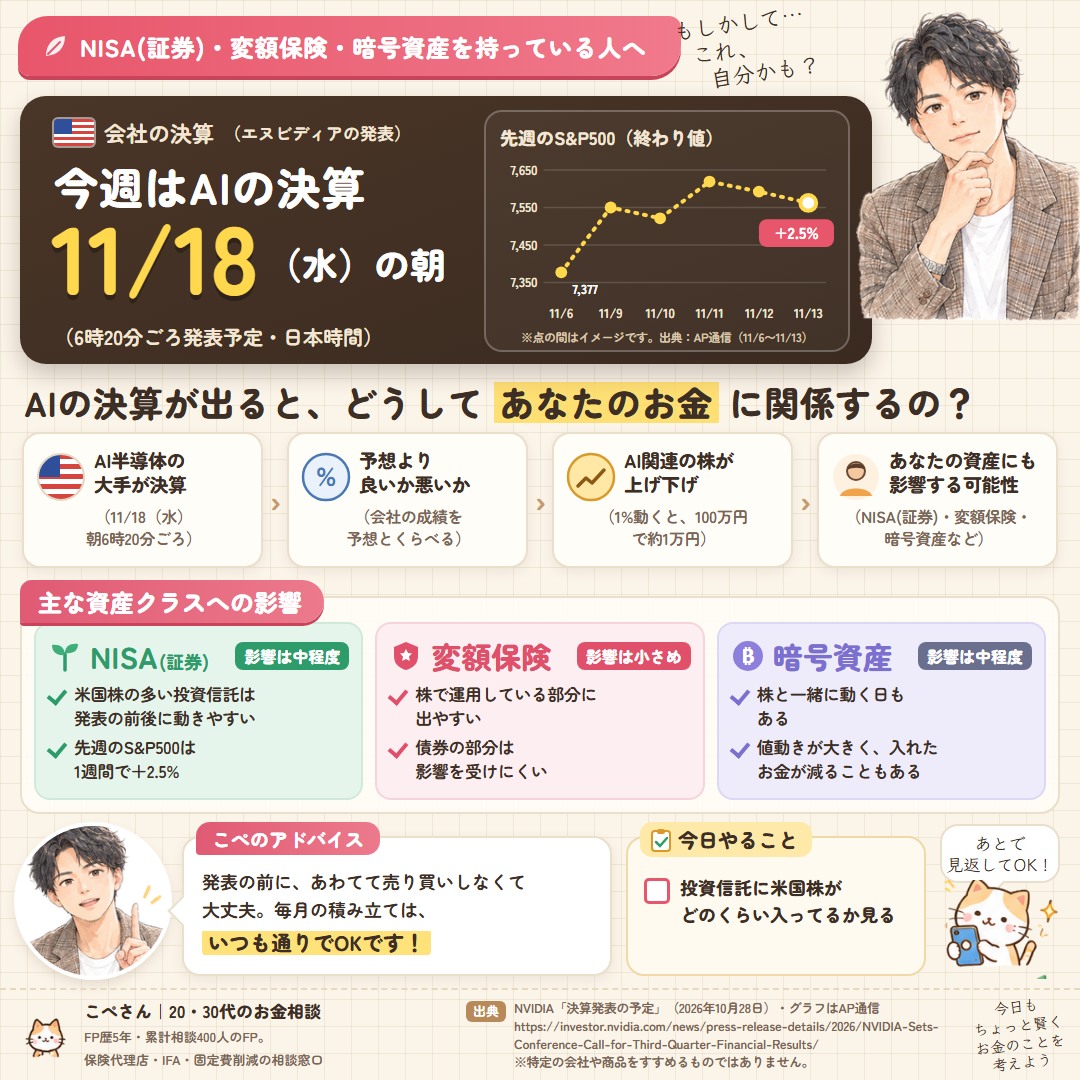 NISA(証券)・変額保険・暗号資産を持っている人へ
もしかして…
これ、
自分かも？
会社の決算 （エヌビディアの発表）
今週はAIの決算
11/18 （水）の朝
（6時20分ごろ発表予定・日本時間）
先週のS&P500（終わり値）
7,650
7,550
7,450
7,350
+2.5%
7,377
11/6 11/9 11/10 11/11 11/12 11/13
※点の間はイメージです。出典：AP通信（11/6〜11/13）
AIの決算が出ると、どうして あなたのお金 に関係するの？
AI半導体の
大手が決算
（11/18（水）
朝6時20分ごろ）
›
%
予想より
良いか悪いか
（会社の成績を
予想とくらべる）
›
AI関連の株が
上げ下げ
（1%動くと、100万円
で約1万円）
›
あなたの資産にも
影響する可能性
（NISA(証券)・変額保険・
暗号資産など）
主な資産クラスへの影響
NISA(証券) 影響は中程度
米国株の多い投資信託は
発表の前後に動きやすい
先週のS&P500は
1週間で+2.5%
変額保険 影響は小さめ
株で運用している部分に
出やすい
債券の部分は
影響を受けにくい
暗号資産 影響は中程度
株と一緒に動く日も
ある
値動きが大きく、入れた
お金が減ることもある
こぺのアドバイス
発表の前に、あわてて売り買いしなくて
大丈夫。毎月の積み立ては、
いつも通りでOKです！
今日やること
投資信託に米国株が
どのくらい入ってるか見る
あとで
見返してOK！
こぺさん｜20・30代のお金相談
FP歴5年・累計相談400人のFP。
保険代理店・IFA・固定費削減の相談窓口
出典 NVIDIA「決算発表の予定」（2026年10月28日）・グラフはAP通信
https://investor.nvidia.com/news/press-release-details/2026/NVIDIA-Sets-
Conference-Call-for-Third-Quarter-Financial-Results/
※特定の会社や商品をすすめるものではありません。
今日も
ちょっと賢く
お金のことを
考えよう